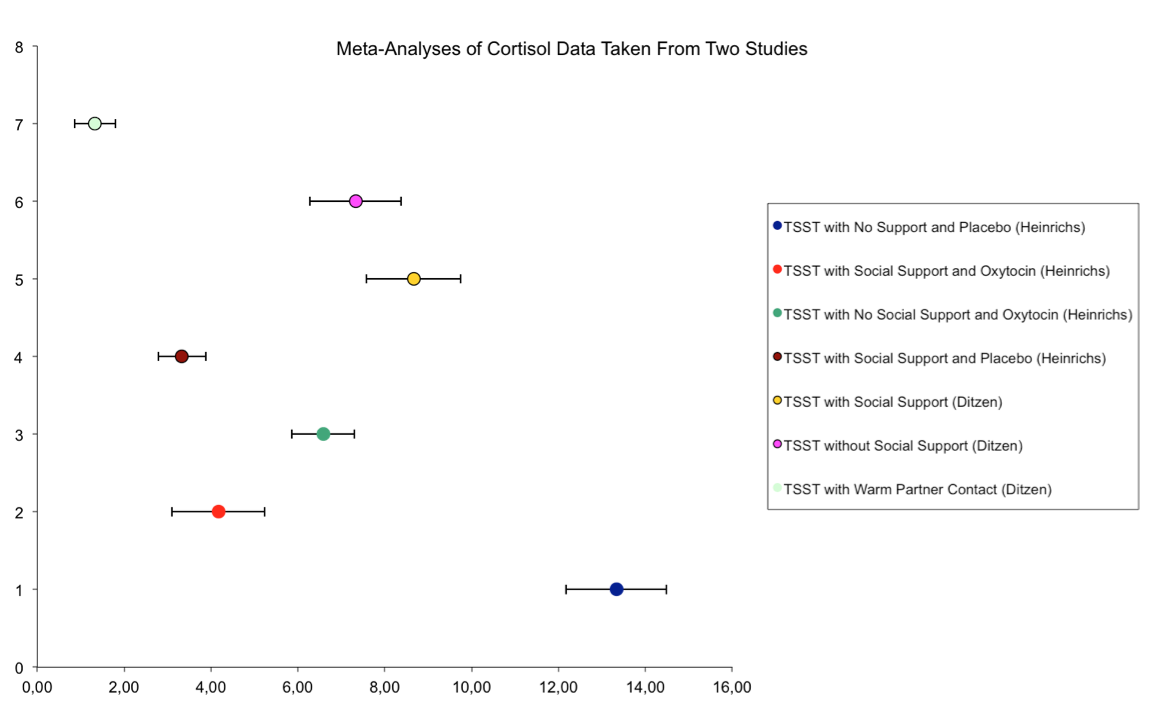 Meta-Analyses of Cortisol Data Taken From Two Studies
8
7
6
5
4
3
2
1
0
0,00 2,00 4,00 6,00 8,00 10,00 12,00 14,00 16,00
TSST with No Support and Placebo (Heinrichs)
TSST with Social Support and Oxytocin (Heinrichs)
TSST with No Social Support and Oxytocin (Heinrichs)
TSST with Social Support and Placebo (Heinrichs)
TSST with Social Support (Ditzen)
TSST without Social Support (Ditzen)
TSST with Warm Partner Contact (Ditzen)